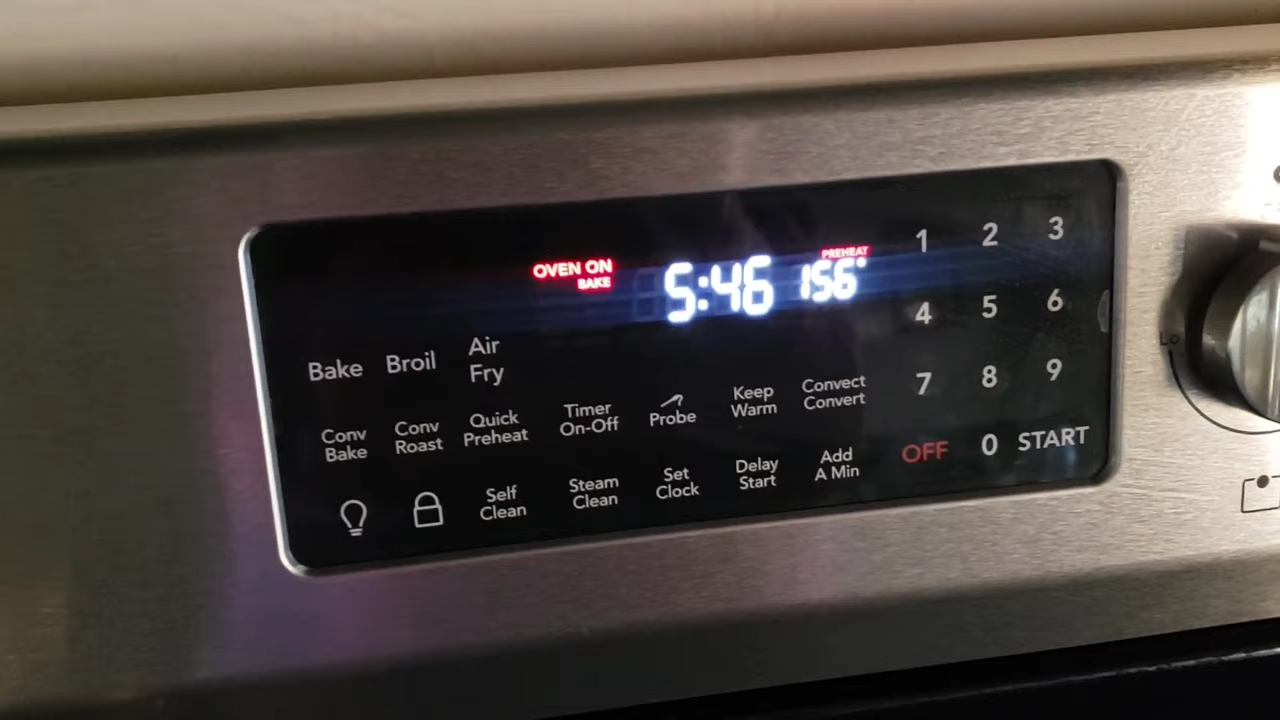 OVEN ON
BAKE
5:46
PREHEAT
156°
1 2 3
4 5 6
7 8 9
OFF 0 START
Bake Broil Air Fry
Conv Bake
Conv Roast
Quick Preheat
Timer On-Off
Probe
Keep Warm
Convect Convert
Self Clean
Steam Clean
Set Clock
Delay Start
Add A Min
Lo